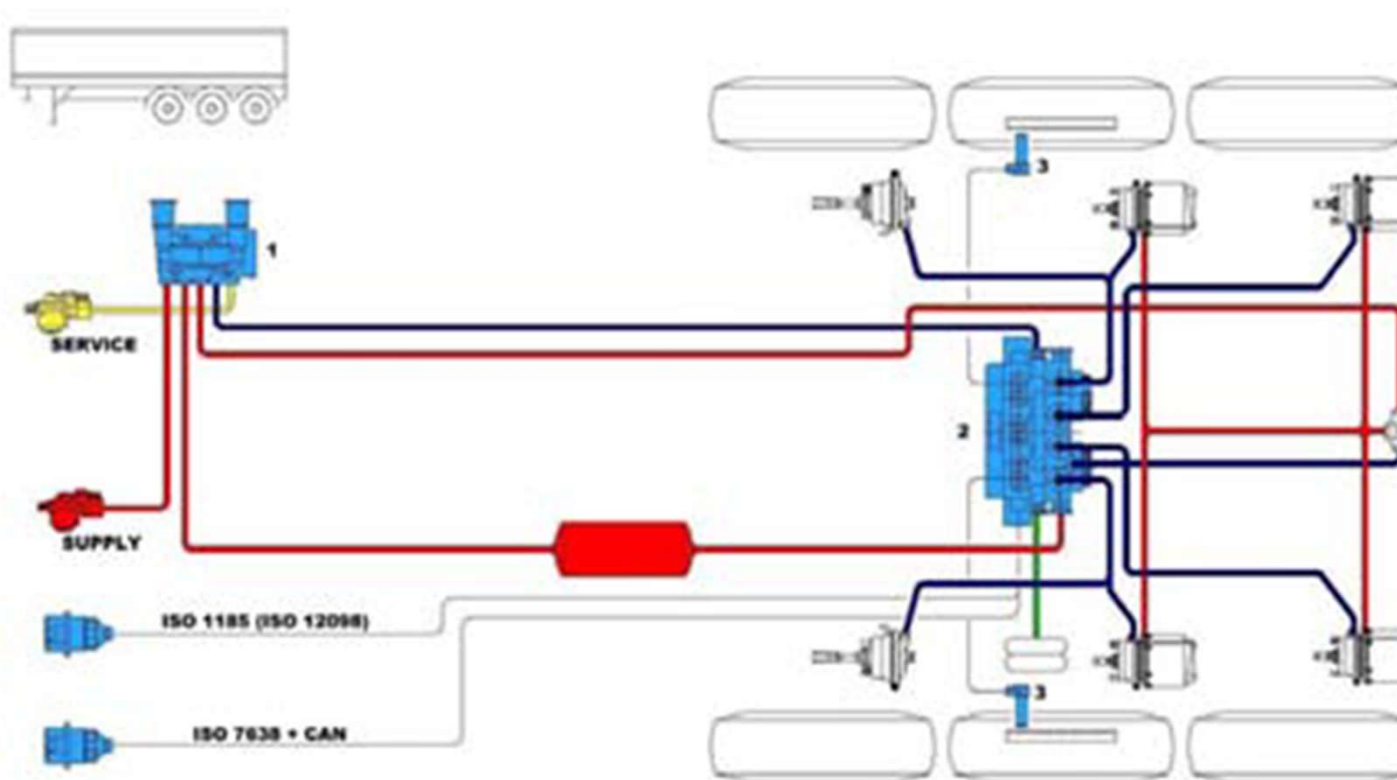 3
1
SERVICE
2
SUPPLY
ISO 1185 (ISO 12098)
3
ISO 7638 + CAN